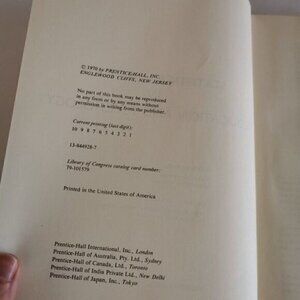 © 1970 by PRENTICE-HALL, INC.
ENGLEWOOD CLIFFS, NEW JERSEY
No part of this book may be reproduced
in any form or by any means without
permission in writing from the publisher.
Current printing (last digit):
10 9 8 7 6 5 4 3 2 1
13-844928-7
Library of Congress catalog card number:
79-101579
Printed in the United States of America
Prentice-Hall International, Inc., London
Prentice-Hall of Australia, Pty. Ltd., Sydney
Prentice-Hall of Canada, Ltd., Toronto
Prentice-Hall of India Private Ltd., New Delhi
Prentice-Hall of Japan, Inc., Tokyo